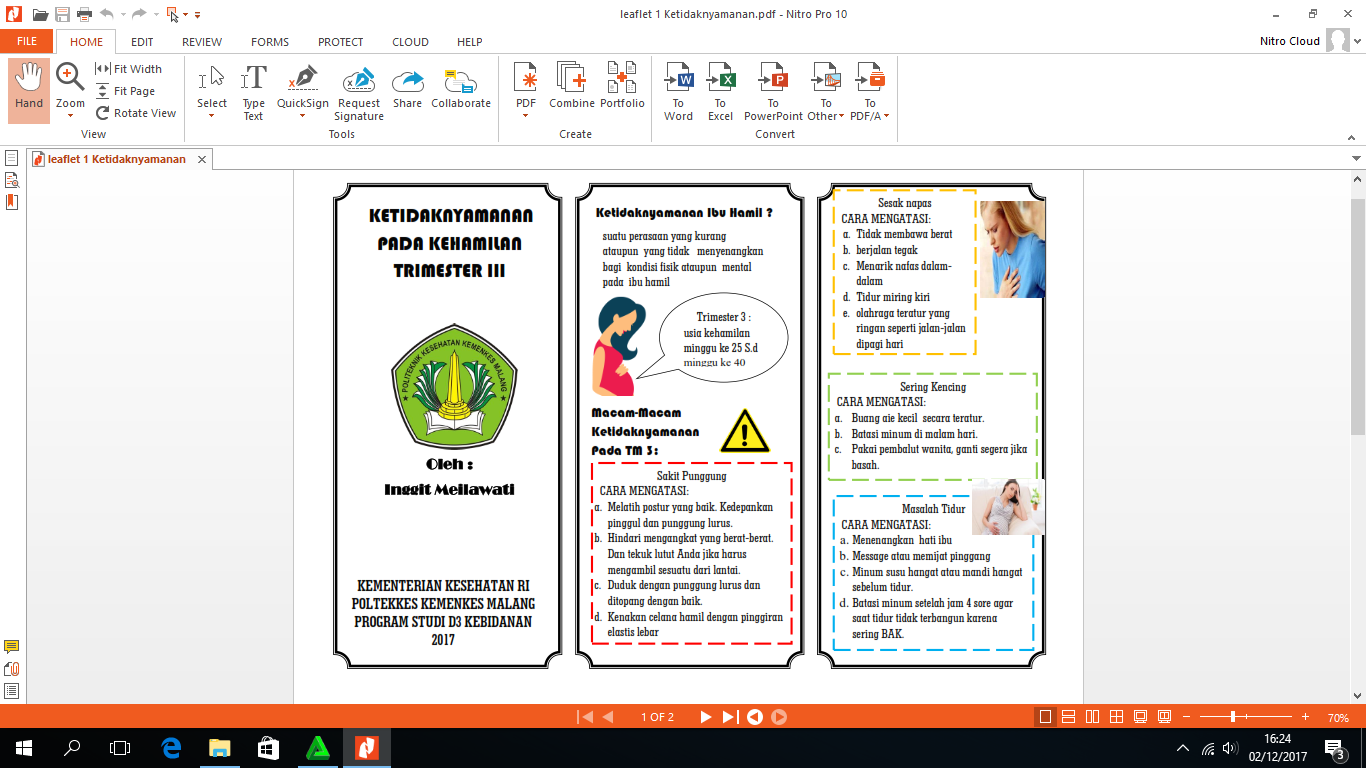 leaflet 1 Ketidaknyamanan.pdf - Nitro Pro 10
FILE
HOME
EDIT
REVIEW
FORMS
PROTECT
CLOUD
HELP
Nitro Cloud
Hand
Zoom
Fit Width
Fit Page
Rotate View
View
Select
Type
Text
QuickSign
Request
Signature
Share
Collaborate
Tools
PDF
Combine
Portfolio
Create
To
Word
To
Excel
To
PowerPoint
To
Other
To
PDF/A
Convert
leaflet 1 Ketidaknyamanan
KETIDAKNYAMANAN
PADA KEHAMILAN
TRIMESTER III
POLITEKNIK KESEHATAN KEMENKES MALANG
Oleh :
Inggit Meilawati
KEMENTERIAN KESEHATAN RI
POLTEKKES KEMENKES MALANG
PROGRAM STUDI D3 KEBIDANAN
2017
Ketidaknyamanan Ibu Hamil ?
suatu perasaan yang kurang
ataupun yang tidak menyenangkan
bagi kondisi fisik ataupun mental
pada ibu hamil
Trimester 3 :
usia kehamilan
minggu ke 25 S.d
minggu ke 40
Macam-Macam
Ketidaknyamanan
Pada TM 3:
Sakit Punggung
CARA MENGATASI:
a. Melatih postur yang baik. Kedepankan
pinggul dan punggung lurus.
b. Hindari mengangkat yang berat-berat.
Dan tekuk lutut Anda jika harus
mengambil sesuatu dari lantai.
c. Duduk dengan punggung lurus dan
ditopang dengan baik.
d. Kenakan celana hamil dengan pinggiran
elastis lebar
Sesak napas
CARA MENGATASI:
a. Tidak membawa berat
b. berjalan tegak
c. Menarik nafas dalam-
dalam
d. Tidur miring kiri
e. olahraga teratur yang
ringan seperti jalan-jalan
dipagi hari
Sering Kencing
CARA MENGATASI:
a. Buang aie kecil secara teratur.
b. Batasi minum di malam hari.
c. Pakai pembalut wanita, ganti segera jika
basah.
Masalah Tidur
CARA MENGATASI:
a. Menenangkan hati ibu
b. Message atau memijat pinggang
c. Minum susu hangat atau mandi hangat
sebelum tidur.
d. Batasi minum setelah jam 4 sore agar
saat tidur tidak terbangun karena
sering BAK.
1 OF 2
70%
16:24
02/12/2017
3